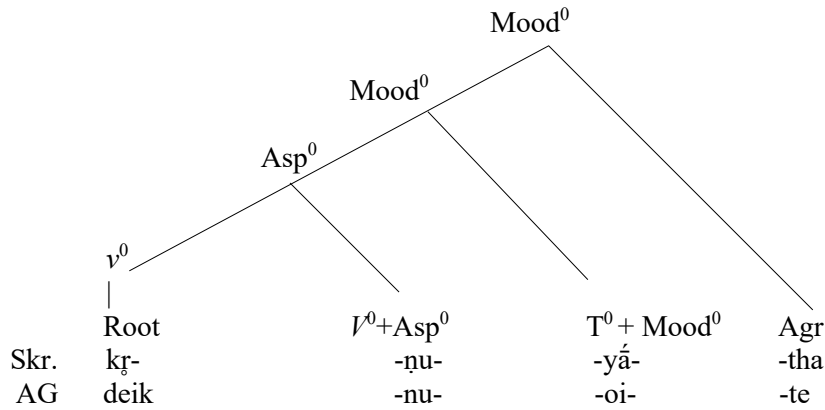 Mood⁰
Mood⁰
Asp⁰
v⁰
Root V⁰+Asp⁰ T⁰ + Mood⁰ Agr
Skr. kr̥- -ṇu- -yā́- -tha
AG deik -nu- -oi- -te